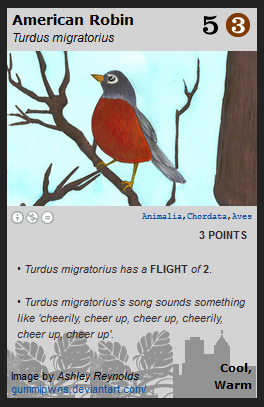 American Robin 5 3
Turdus migratorius
Animalia,Chordata,Aves
3 POINTS
• Turdus migratorius has a FLIGHT of 2.
• Turdus migratorius's song sounds something
like 'cheerily, cheer up, cheer up, cheerily,
cheer up, cheer up'.
Cool,
Warm
Image by Ashley Reynolds
gummipwns.deviantart.com/